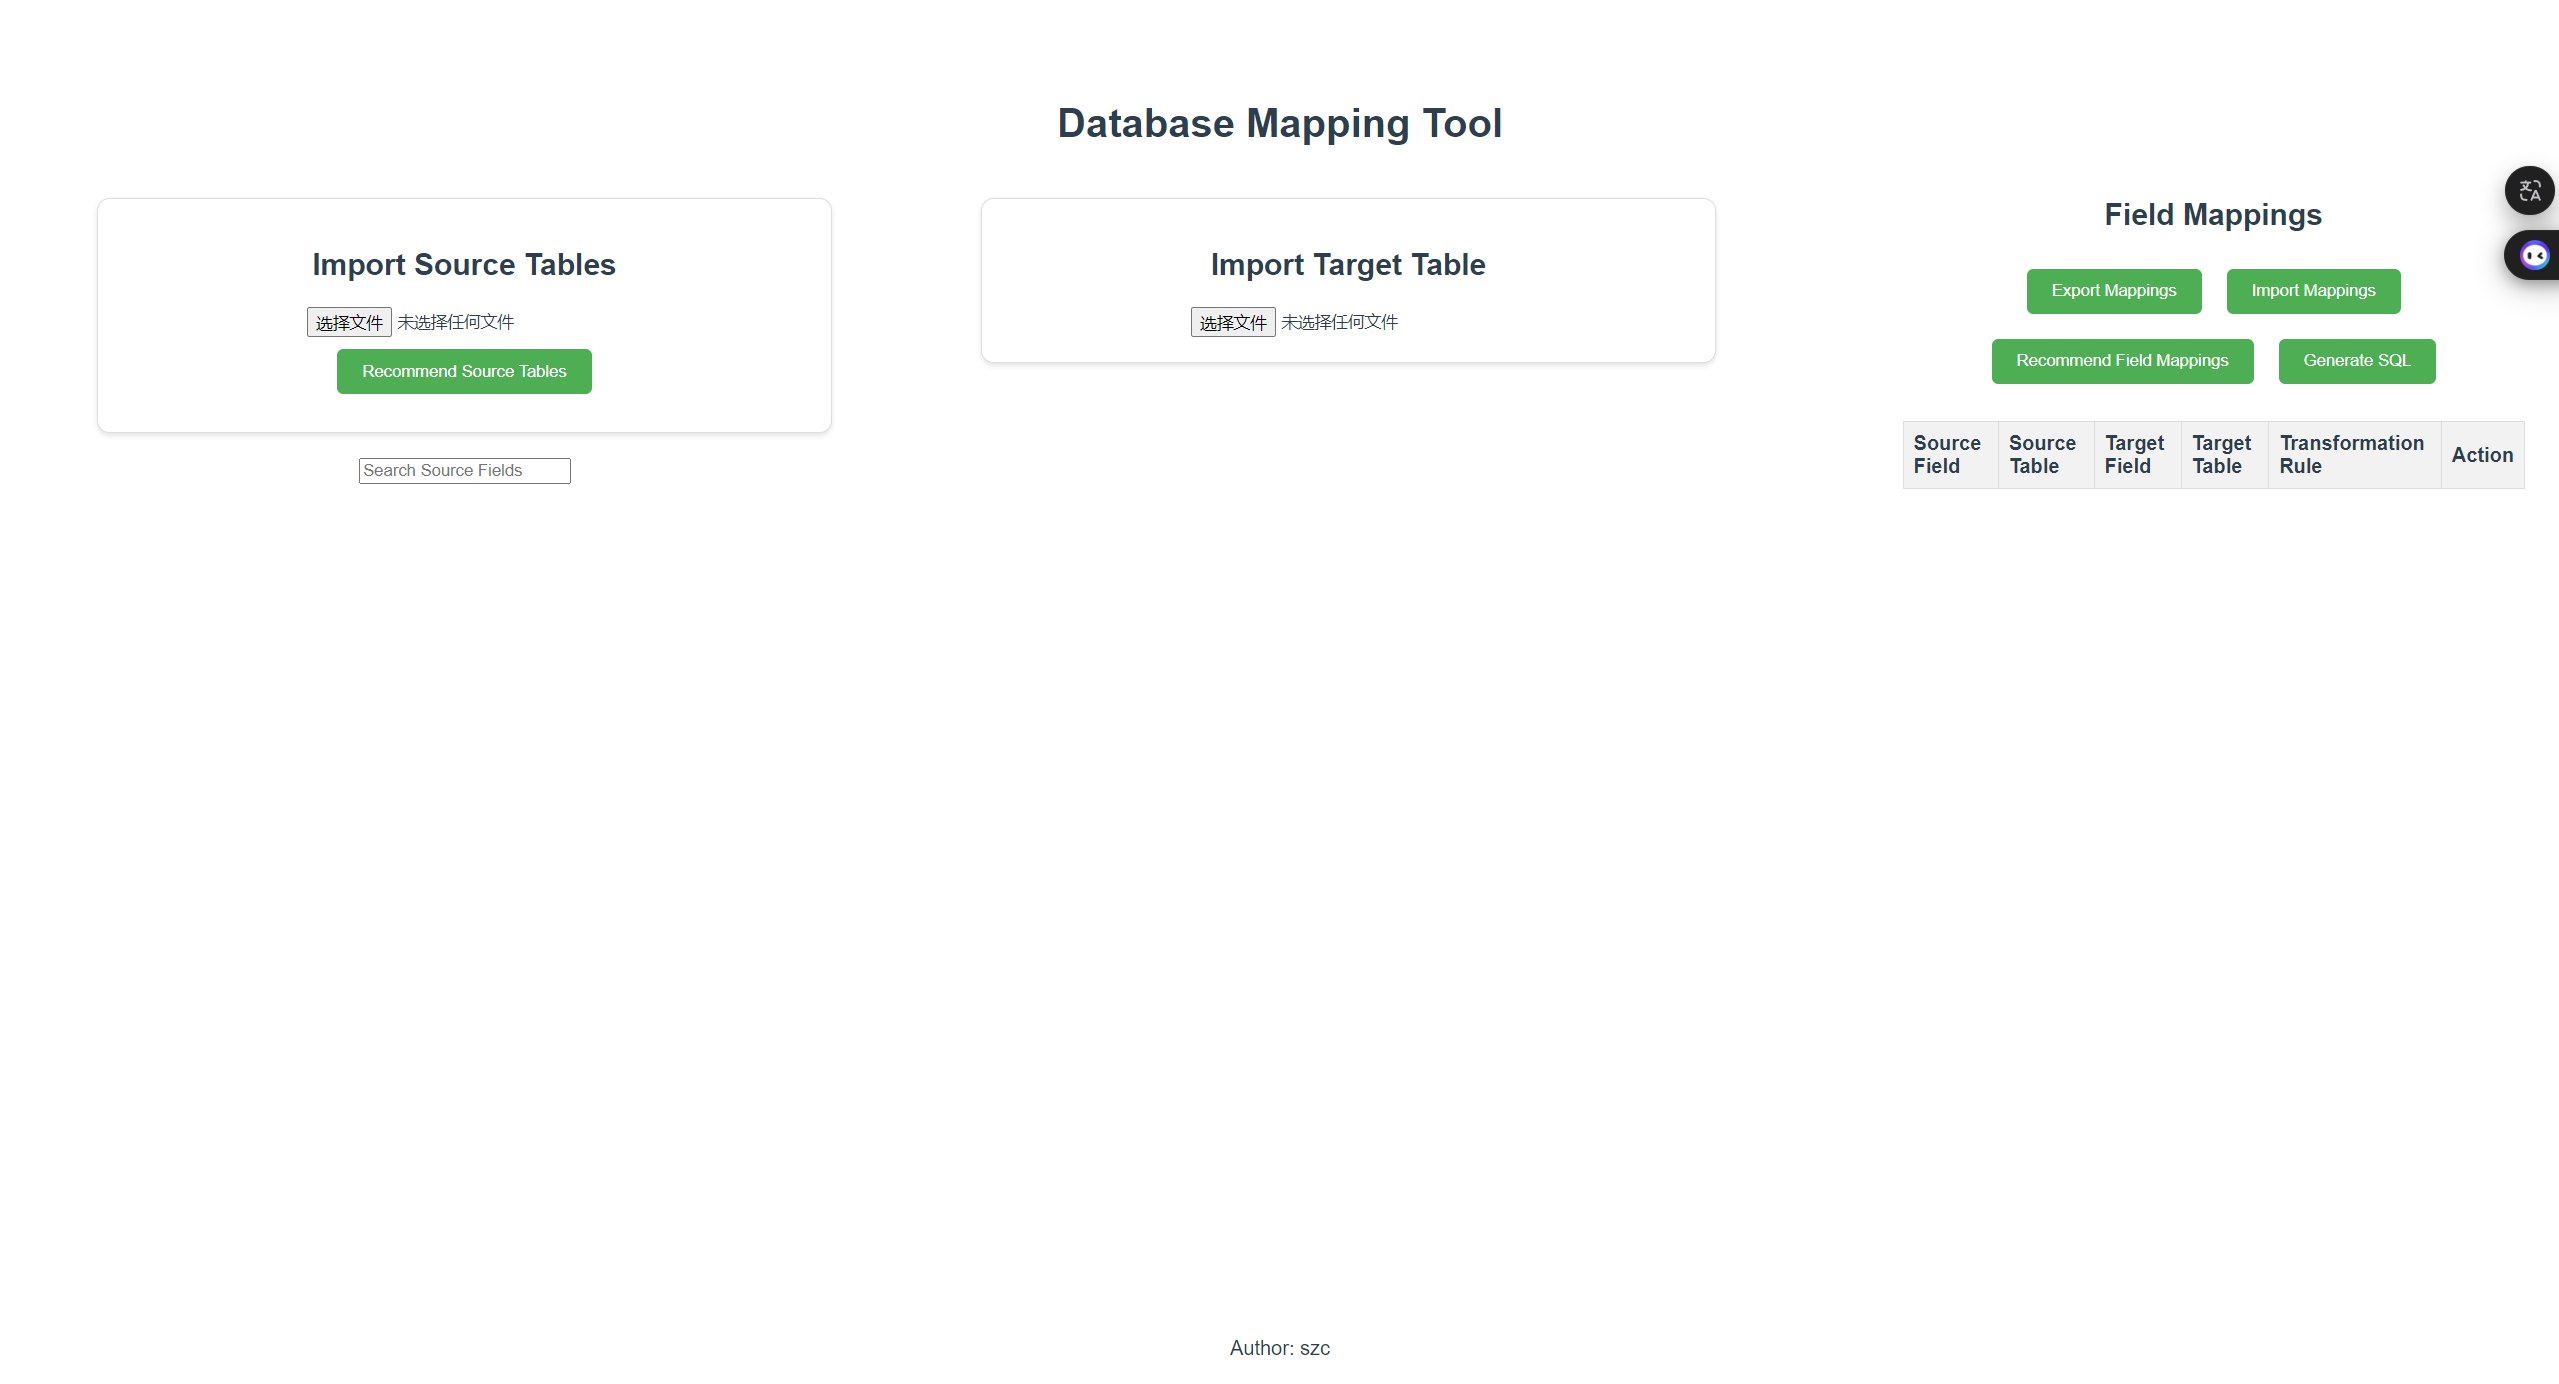 Database Mapping Tool
Import Source Tables
选择文件 未选择任何文件
Recommend Source Tables
Search Source Fields
Import Target Table
选择文件 未选择任何文件
Field Mappings
Export Mappings Import Mappings
Recommend Field Mappings Generate SQL
Source Field Source Table Target Field Target Table Transformation Rule Action
文A
Author: szc